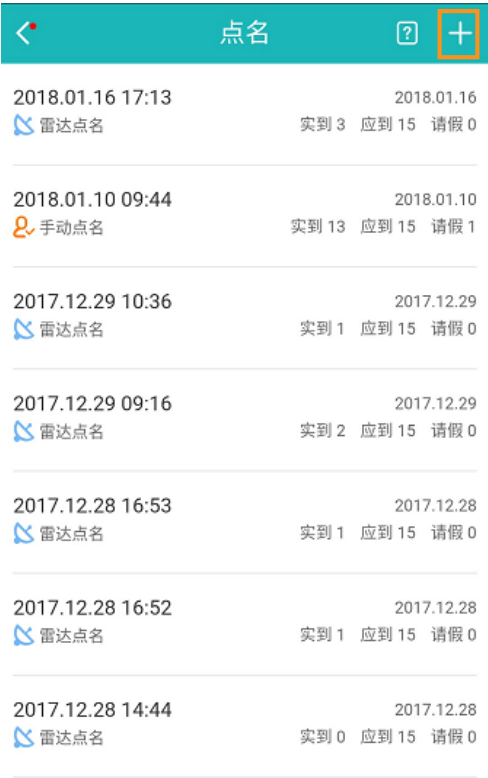 点名 ?
2018.01.16 17:13 2018.01.16
雷达点名 实到 3 应到 15 请假 0
2018.01.10 09:44 2018.01.10
手动点名 实到 13 应到 15 请假 1
2017.12.29 10:36 2017.12.29
雷达点名 实到 1 应到 15 请假 0
2017.12.29 09:16 2017.12.29
雷达点名 实到 2 应到 15 请假 0
2017.12.28 16:53 2017.12.28
雷达点名 实到 1 应到 15 请假 0
2017.12.28 16:52 2017.12.28
雷达点名 实到 1 应到 15 请假 0
2017.12.28 14:44 2017.12.28
雷达点名 实到 0 应到 15 请假 0